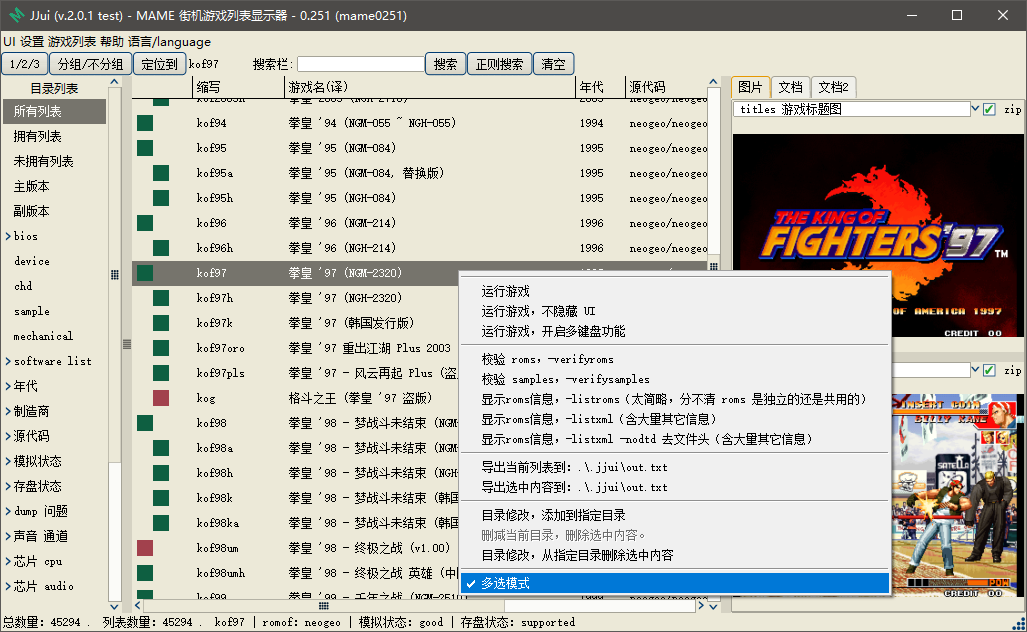 JJui (v.2.0.1 test) - MAME 街机游戏列表显示器 - 0.251 (mame0251)
UI 设置 游戏列表 帮助 语言/language
1/2/3 分组/不分组 定位到 kof97 搜索栏: 搜索 正则搜索 清空
目录列表
所有列表
拥有列表
未拥有列表
主版本
副版本
bios
device
chd
sample
mechanical
software list
年代
制造商
源代码
模拟状态
存盘状态
dump 问题
声音 通道
芯片 cpu
芯片 audio
缩写 游戏名(译) 年代 源代码
kof94 拳皇 '94 (NGM-055 ~ NGH-055) 1994 neogeo/neogeo
kof95 拳皇 '95 (NGM-084) 1995 neogeo/neogeo
kof95a 拳皇 '95 (NGM-084, 替换版) 1995 neogeo/neogeo
kof95h 拳皇 '95 (NGH-084) 1995 neogeo/neogeo
kof96 拳皇 '96 (NGM-214) 1996 neogeo/neogeo
kof96h 拳皇 '96 (NGH-214) 1996 neogeo/neogeo
kof97 拳皇 '97 (NGM-2320)
kof97h 拳皇 '97 (NGH-2320)
kof97k 拳皇 '97 (韩国发行版)
kof97oro 拳皇 '97 重出江湖 Plus 2003
kof97pls 拳皇 '97 - 风云再起 Plus (盗
kog 格斗之王 (拳皇 '97 盗版)
kof98 拳皇 '98 - 梦战斗未结束 (NGM
kof98a 拳皇 '98 - 梦战斗未结束 (NGM
kof98h 拳皇 '98 - 梦战斗未结束 (NGH
kof98k 拳皇 '98 - 梦战斗未结束 (韩国
kof98ka 拳皇 '98 - 梦战斗未结束 (韩国
kof98um 拳皇 '98 - 终极之战 (v1.00)
kof98umh 拳皇 '98 - 终极之战 英雄 (中
kof99 拳皇 '99 - 千年之战 (NGM-2510)
运行游戏
运行游戏，不隐藏 UI
运行游戏，开启多键盘功能
校验 roms，-verifyroms
校验 samples，-verifysamples
显示roms信息，-listroms（太简略，分不清 roms 是独立的还是共用的）
显示roms信息，-listxml（含大量其它信息）
显示roms信息，-listxml -nodtd 去文件头（含大量其它信息）
导出当前列表到：.\.jjui\out.txt
导出选中内容到：.\.jjui\out.txt
目录修改，添加到指定目录
删减当前目录，删除选中内容。
目录修改，从指定目录删除选中内容
多选模式
图片 文档 文档2
titles 游戏标题图 zip
THE KING OF
FIGHTERS '97 TM
OF AMERICA 1997
CREDIT 00
zip
INSERT COIN
BILLY KANE
SATELLA
POW
CREDIT 00
总数量: 45294 . 列表数量: 45294 . kof97 | romof: neogeo | 模拟状态: good | 存盘状态: supported